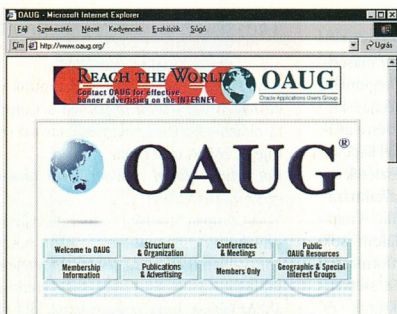 OAUG - Microsoft Internet Explorer
Fájl Szerkesztés Nézet Kedvencek Eszközök Súgó
Cím http://www.oaug.org/ Ugrás
REACH THE WORLD
Contact OAUG for effective
banner advertising on the INTERNET
OAUG
Oracle Applications Users Group
OAUG®
Welcome to OAUG
Structure
& Organization
Conferences
& Meetings
Public
OAUG Resources
Membership
Information
Publications
& Advertising
Members Only
Geographic & Special
Interest Groups